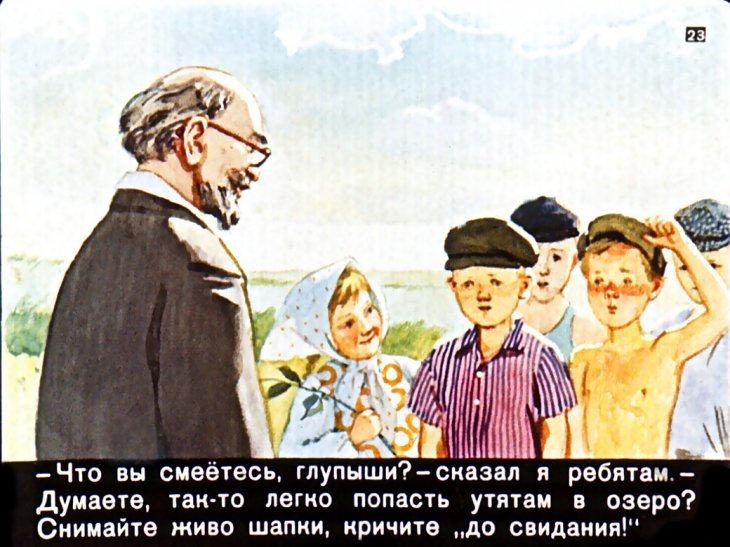 23
–Что вы смеётесь, глупыши?–сказал я ребятам.–
Думаете, так-то легко попасть утятам в озеро?
Снимайте живо шапки, кричите „до свидания!“